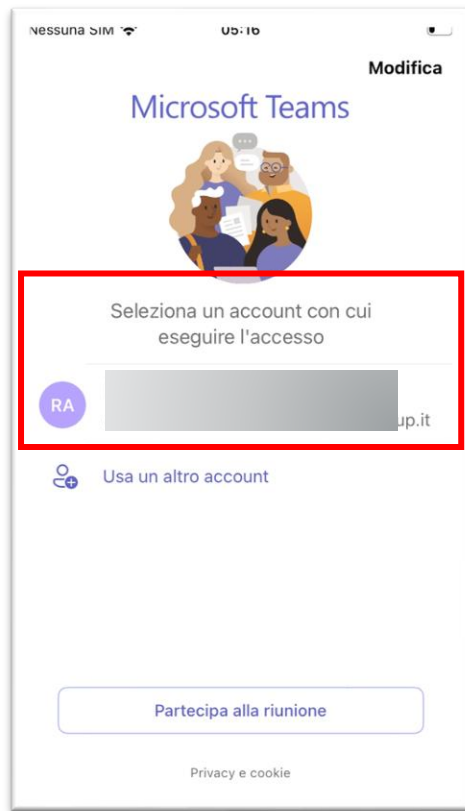 Nessuna SIM 05:16
Modifica
Microsoft Teams
Seleziona un account con cui
eseguire l'accesso
RA
up.it
Usa un altro account
Partecipa alla riunione
Privacy e cookie